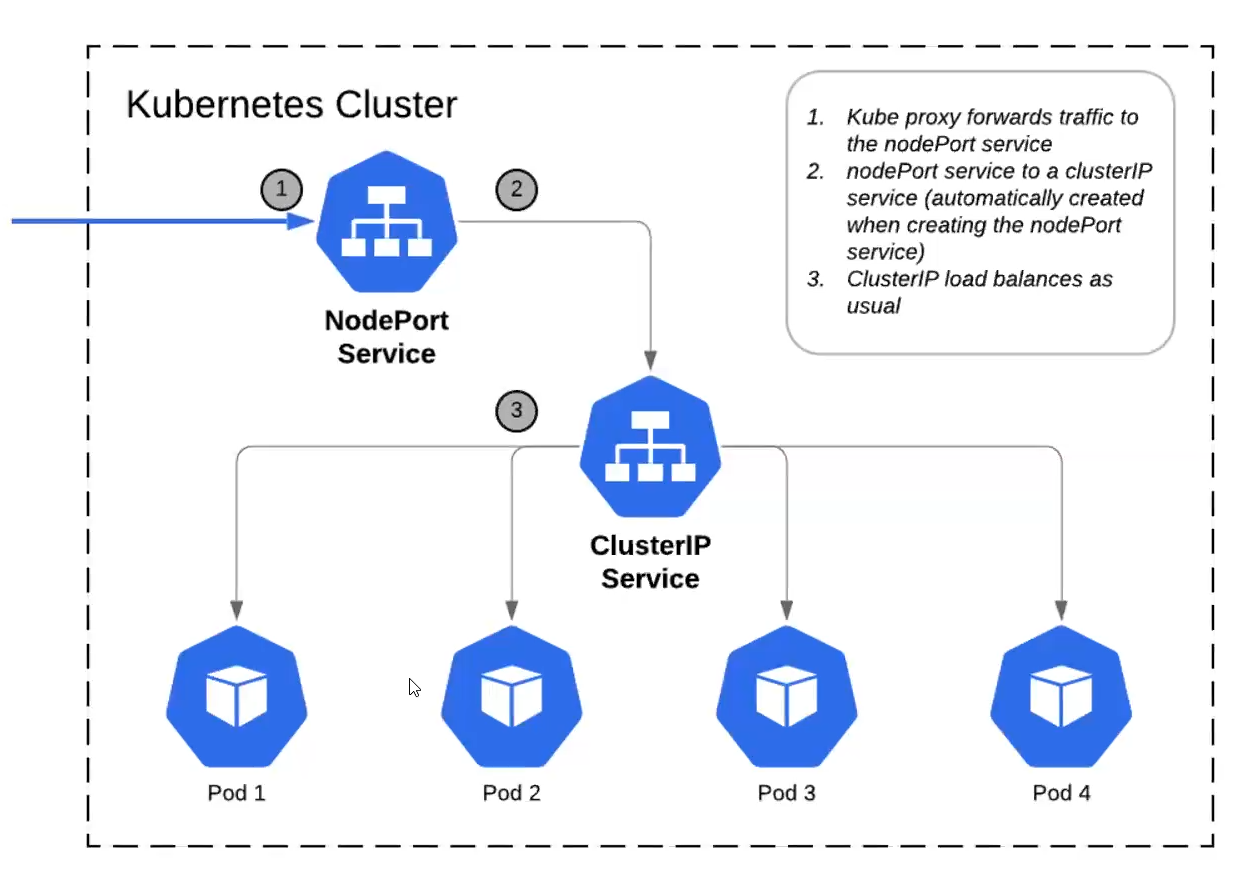 Kubernetes Cluster
1. Kube proxy forwards traffic to
the nodePort service
2. nodePort service to a clusterIP
service (automatically created
when creating the nodePort
service)
3. ClusterIP load balances as
usual
1
2
NodePort
Service
3
ClusterIP
Service
Pod 1
Pod 2
Pod 3
Pod 4